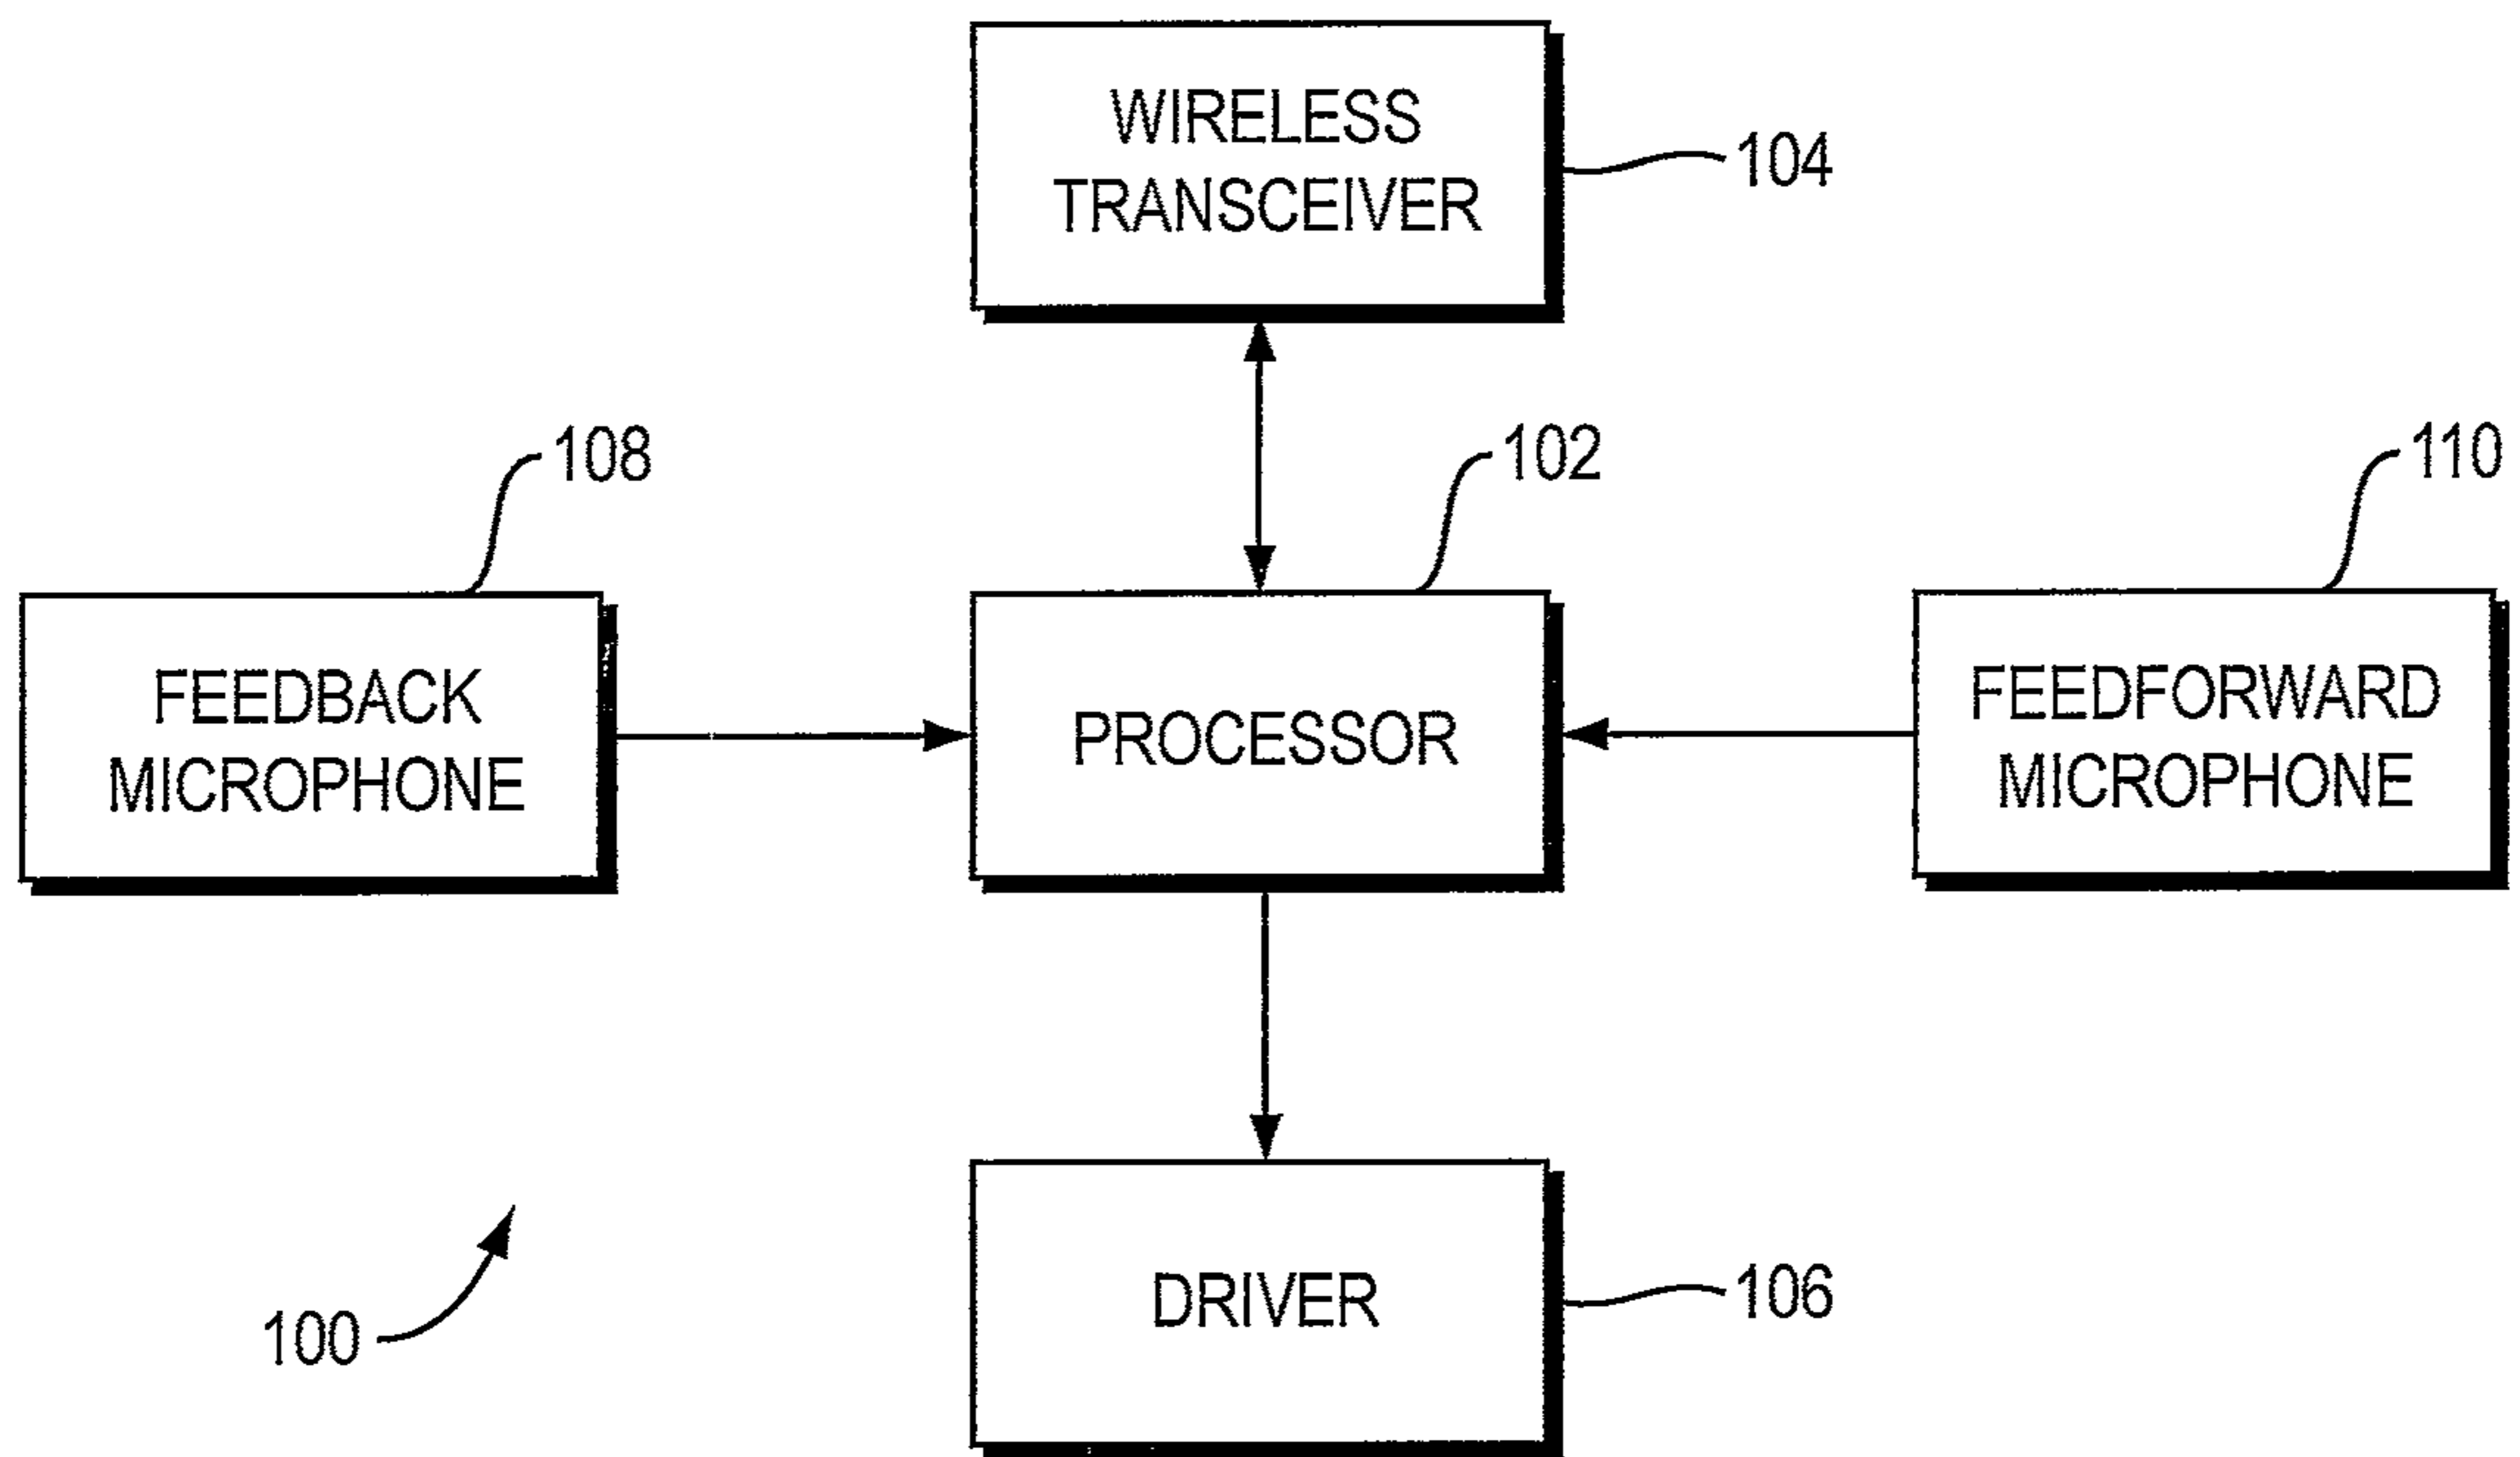 WIRELESS
TRANSCEIVER
104
108
102
110
FEEDBACK
MICROPHONE
PROCESSOR
FEEDFORWARD
MICROPHONE
DRIVER
106
100